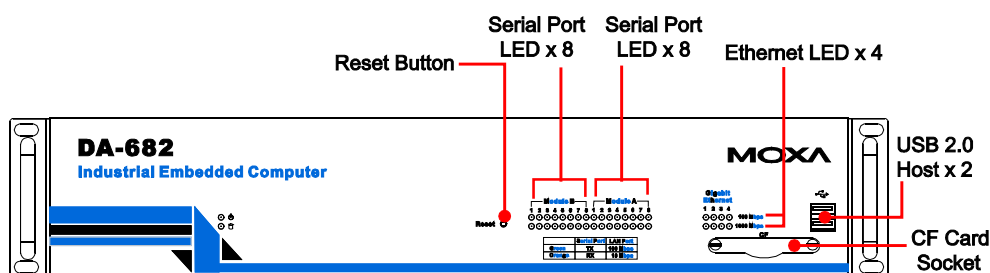 Serial Port
LED x 8
Serial Port
LED x 8
Reset Button
Ethernet LED x 4
DA-682
Industrial Embedded Computer
MOXA
USB 2.0
Host x 2
Module B
Module A
1 2 3 4 5 6 7 8 1 2 3 4 5 6 7 8
Gigabit
Ethernet
1 2 3 4
Reset
100 Mbps
1000 Mbps
CF
Serial Port LAN Port
Green TX 100 Mbps
Orange RX 10 Mbps
CF Card
Socket